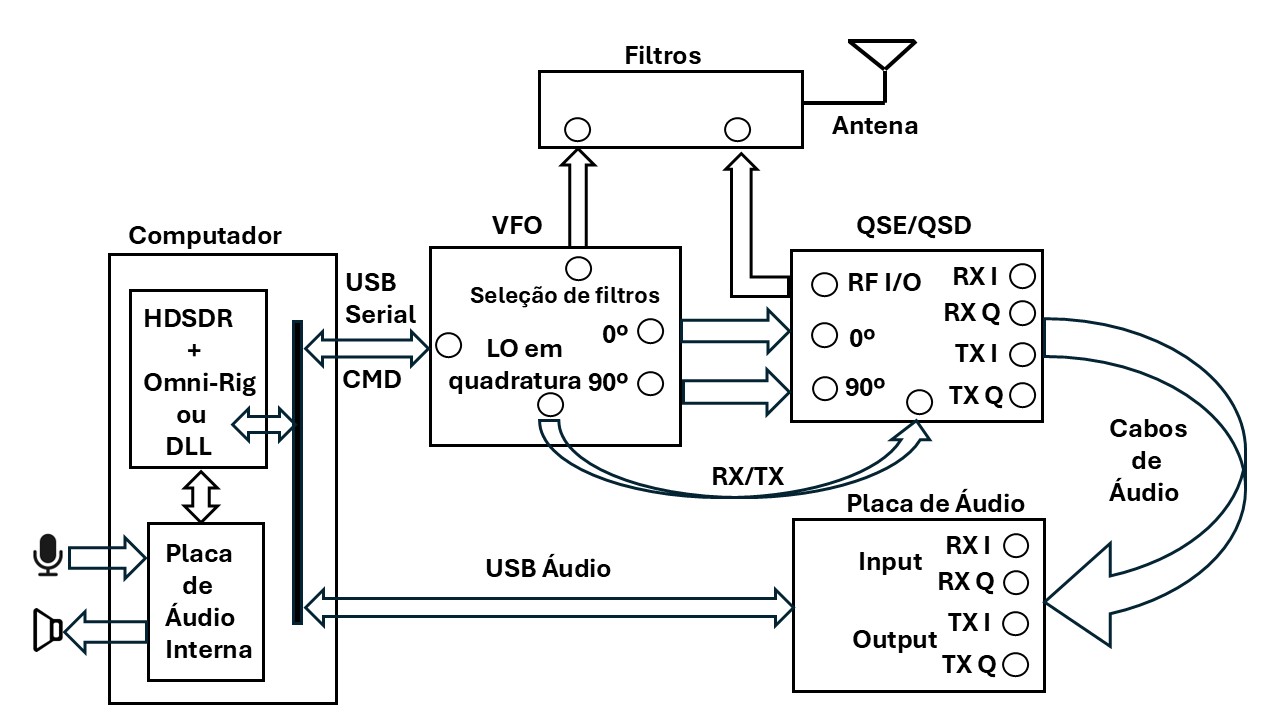 Filtros
Antena
VFO
QSE/QSD
Computador
USB
Serial
CMD
HDSDR
+
Omni-Rig
ou
DLL
Seleção de filtros
0º
LO em
quadratura 90º
RF I/O
0º
90º
RX I
RX Q
TX I
TX Q
RX/TX
Cabos
de
Áudio
Placa
de
Áudio
Interna
USB Áudio
Placa de Áudio
Input
RX I
RX Q
Output
TX I
TX Q